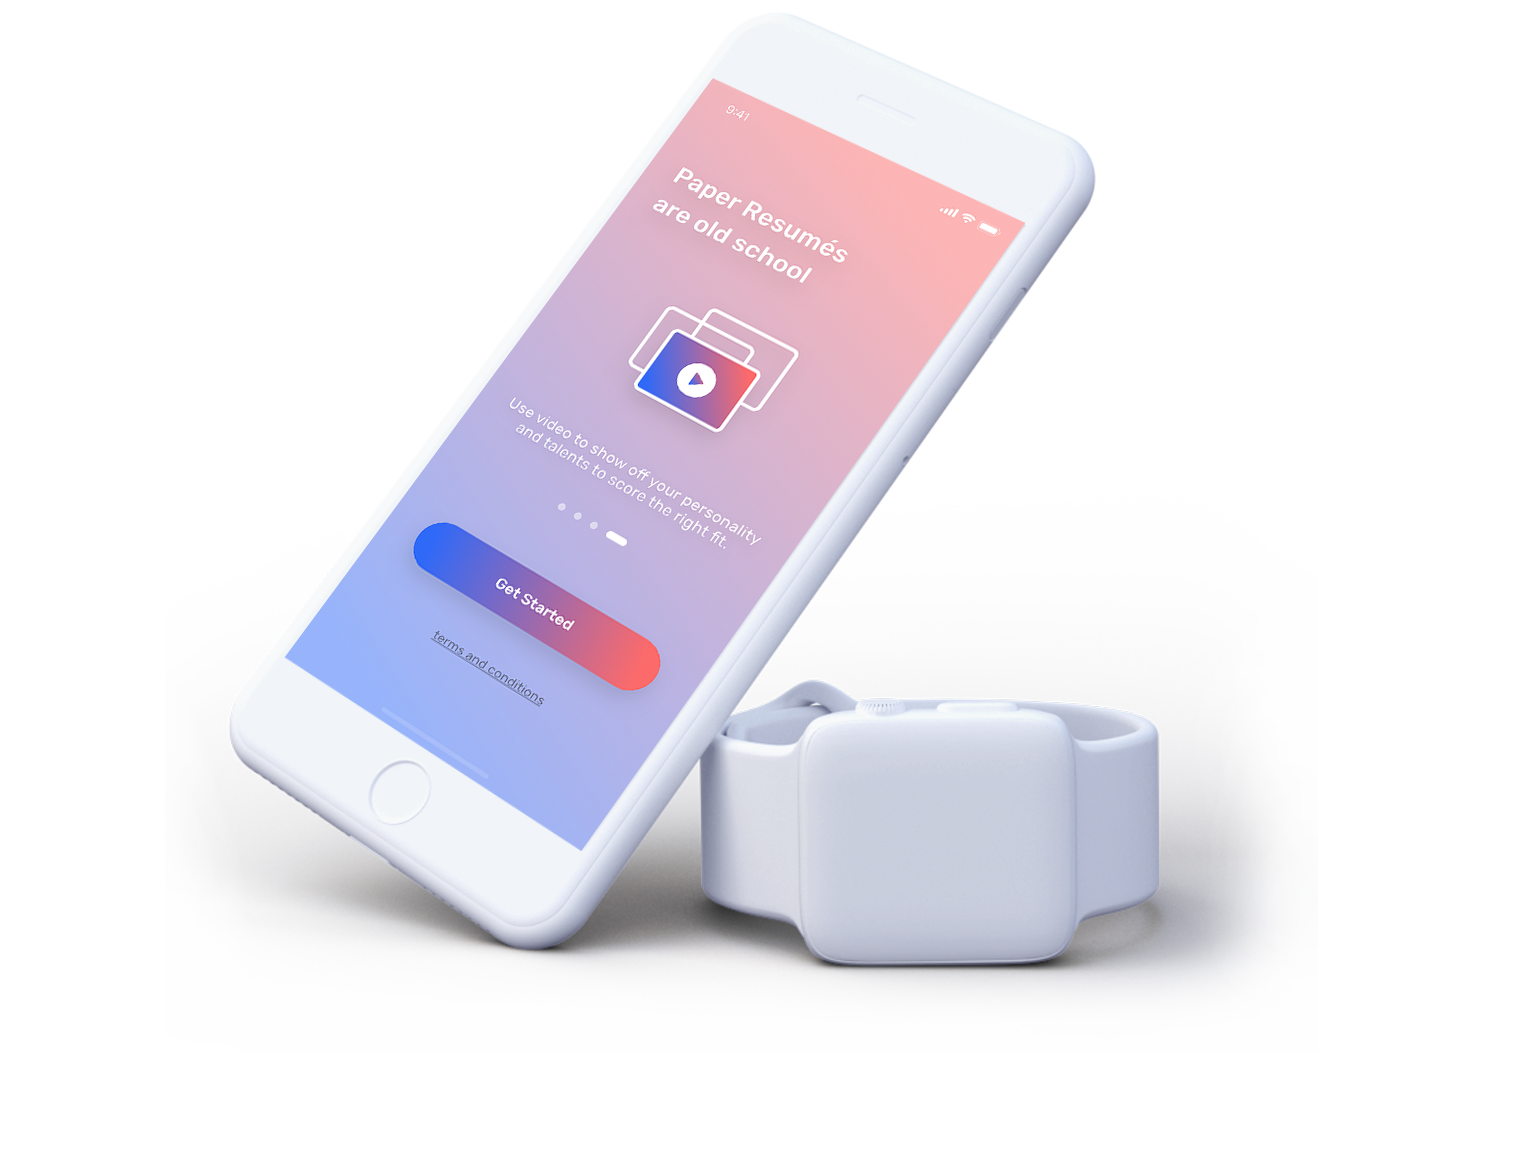 9:41
Paper Resumés
are old school
Use video to show off your personality
and talents to score the right fit.
Get Started
terms and conditions